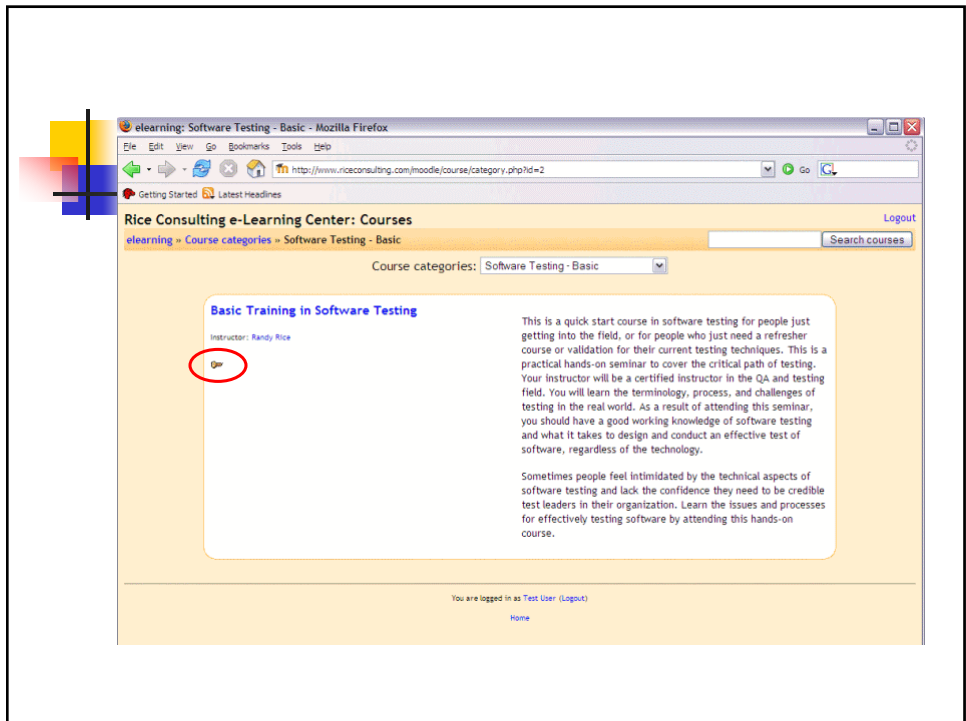 elearning: Software Testing - Basic - Mozilla Firefox
File Edit View Go Bookmarks Tools Help
http://www.riceconsulting.com/moodle/course/category.php?id=2 Go G
Getting Started Latest Headlines
Rice Consulting e-Learning Center: Courses Logout
elearning » Course categories » Software Testing - Basic Search courses
Course categories: Software Testing - Basic
Basic Training in Software Testing
Instructor: Randy Rice
This is a quick start course in software testing for people just
getting into the field, or for people who just need a refresher
course or validation for their current testing techniques. This is a
practical hands-on seminar to cover the critical path of testing.
Your instructor will be a certified instructor in the QA and testing
field. You will learn the terminology, process, and challenges of
testing in the real world. As a result of attending this seminar,
you should have a good working knowledge of software testing
and what it takes to design and conduct an effective test of
software, regardless of the technology.
Sometimes people feel intimidated by the technical aspects of
software testing and lack the confidence they need to be credible
test leaders in their organization. Learn the issues and processes
for effectively testing software by attending this hands-on
course.
You are logged in as Test User (Logout)
Home